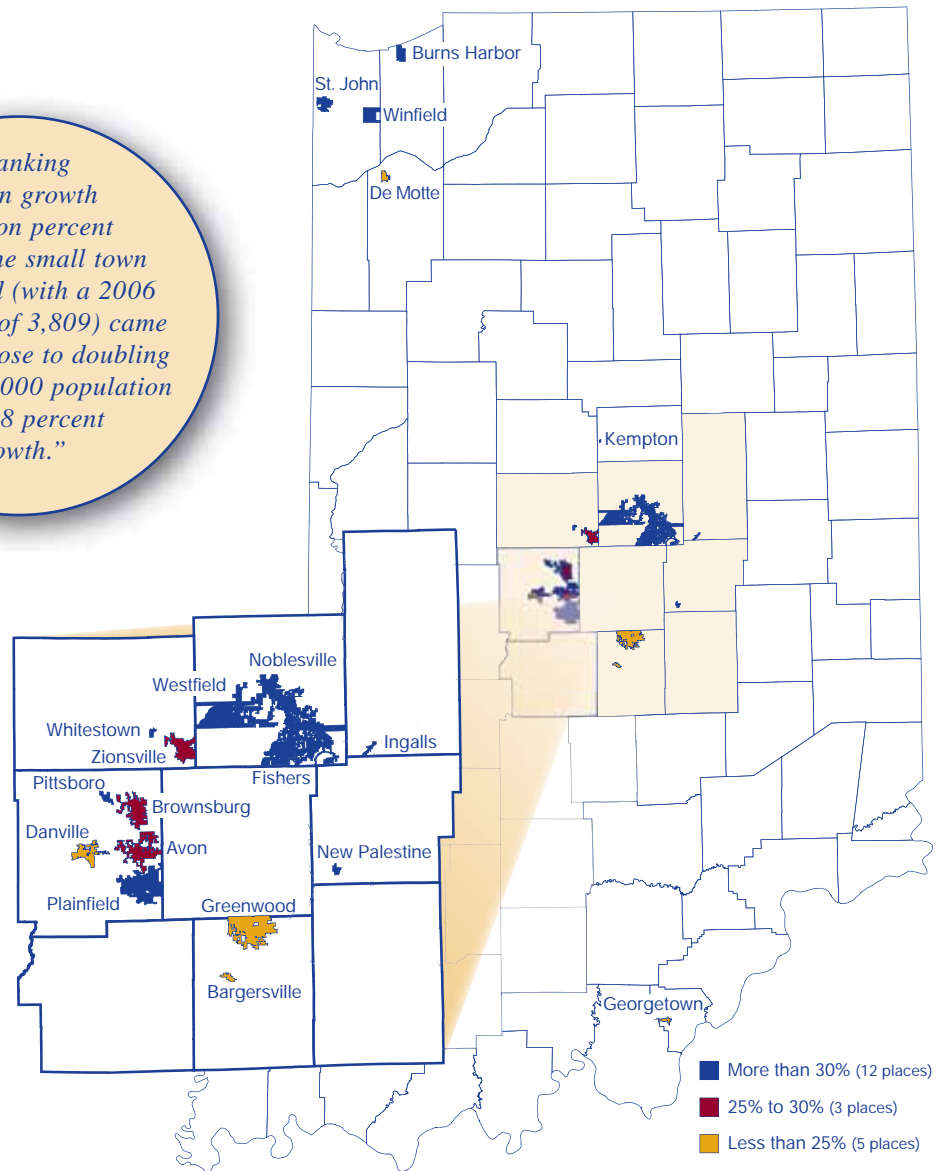 Burns Harbor
St. John
Winfield
De Motte
anking
n growth
on percent
e small town
(with a 2006
of 3,809) came
ose to doubling
000 population
8 percent
owth.”
Kempton
Noblesville
Westfield
Whitestown
Zionsville
Ingalls
Fishers
Pittsboro
Brownsburg
Danville
Avon
New Palestine
Plainfield
Greenwood
Bargersville
Georgetown
More than 30% (12 places)
25% to 30% (3 places)
Less than 25% (5 places)